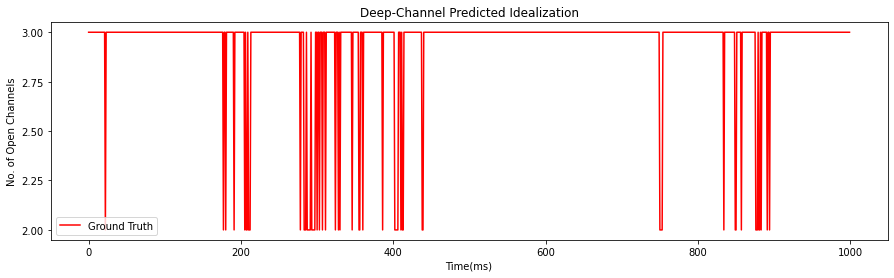 Deep-Channel Predicted Idealization
No. of Open Channels
3.00
2.75
2.50
2.25
2.00
Ground Truth
0
200
400
600
800
1000
Time(ms)